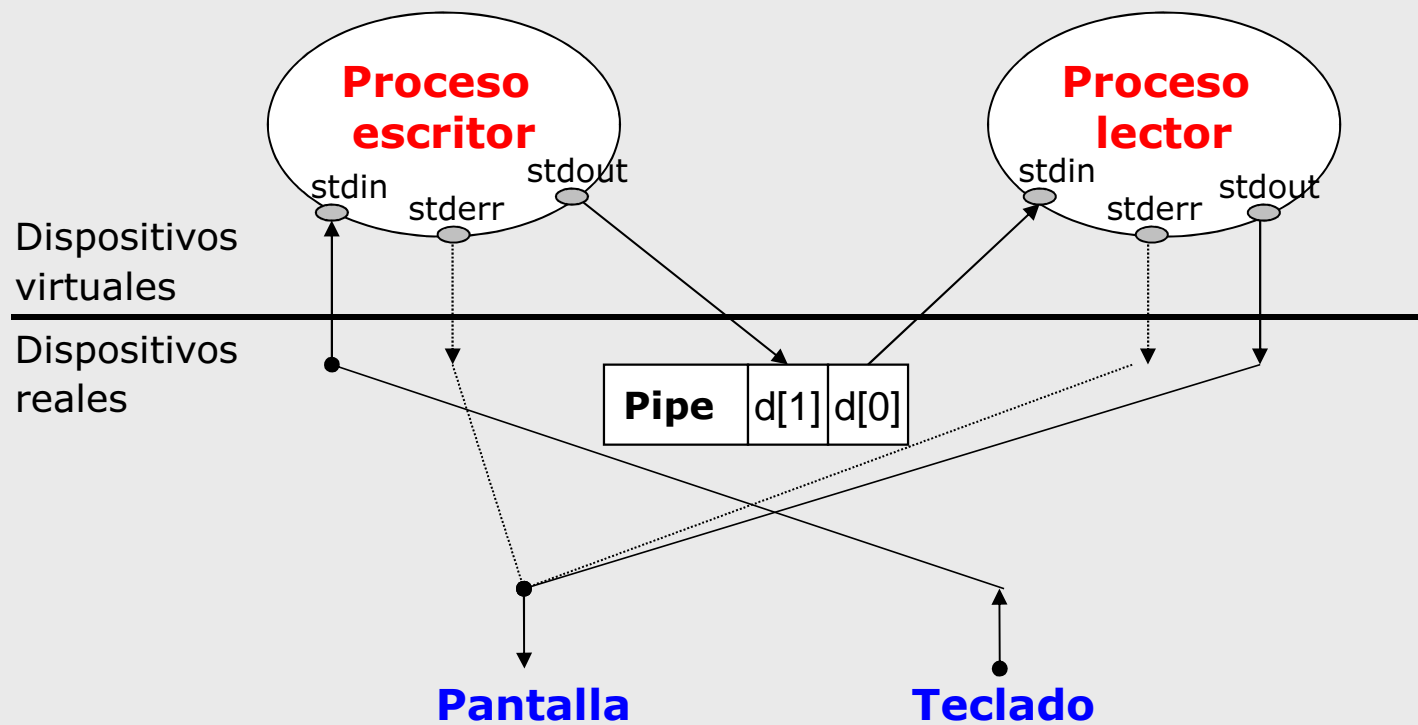 Proceso
escritor
stdin
stderr
stdout
Proceso
lector
stdin
stderr
stdout
Dispositivos
virtuales
Dispositivos
reales
Pipe d[1] d[0]
Pantalla
Teclado